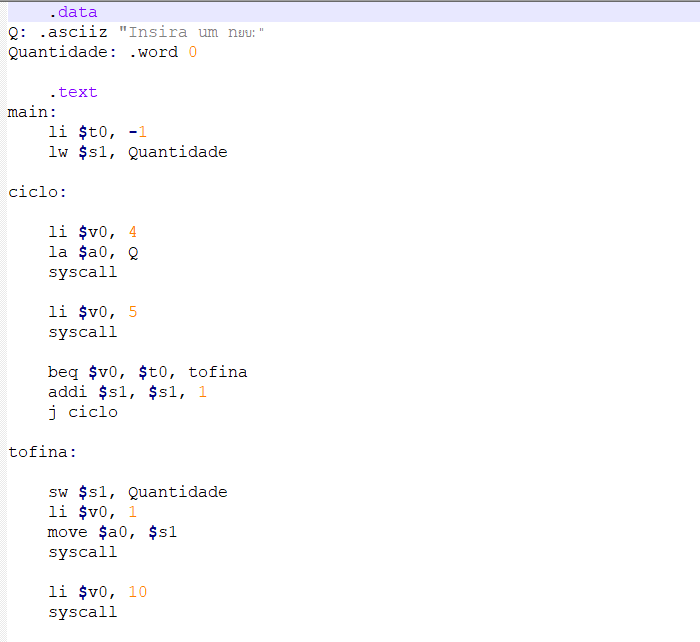 .data
Q: .asciiz "Insira um
Quantidade: .word 0
.text
main:
li $t0, -1
lw $s1, Quantidade
ciclo:
li $v0, 4
la $a0, Q
syscall
li $v0, 5
syscall
beq $v0, $t0, tofina
addi $s1, $s1, 1
j ciclo
tofina:
sw $s1, Quantidade
li $v0, 1
move $a0, $s1
syscall
li $v0, 10
syscall